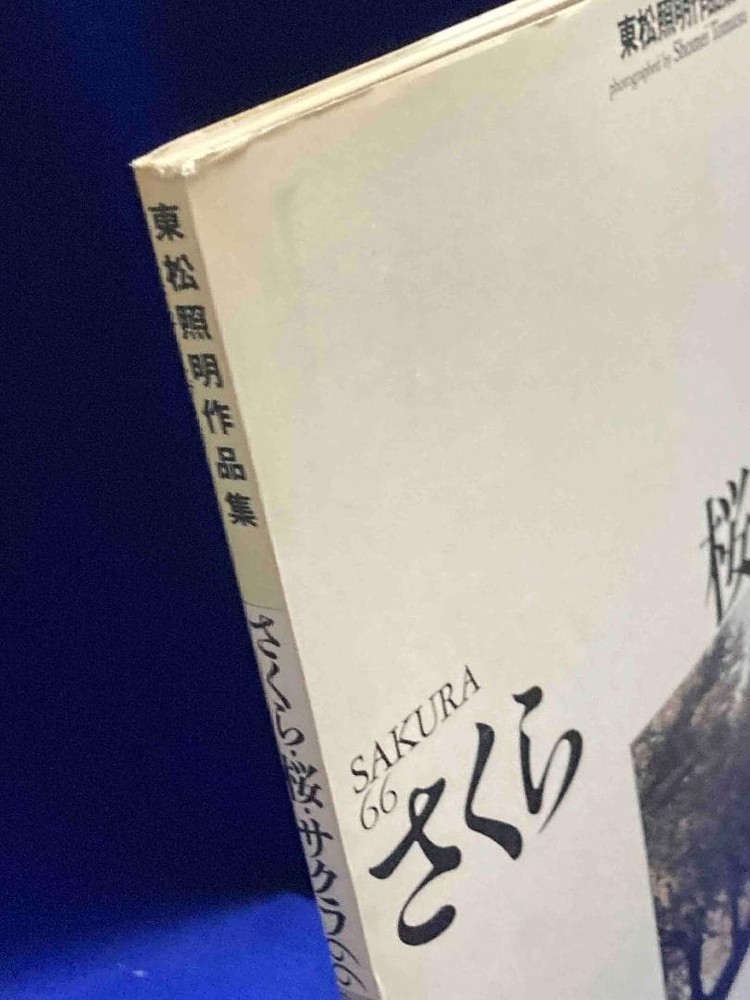 東松照明作品集
photographed by Shomei Tomatsu
東松照明作品集
さくら・桜・サクラ66
桜
SAKURA
66
さくら